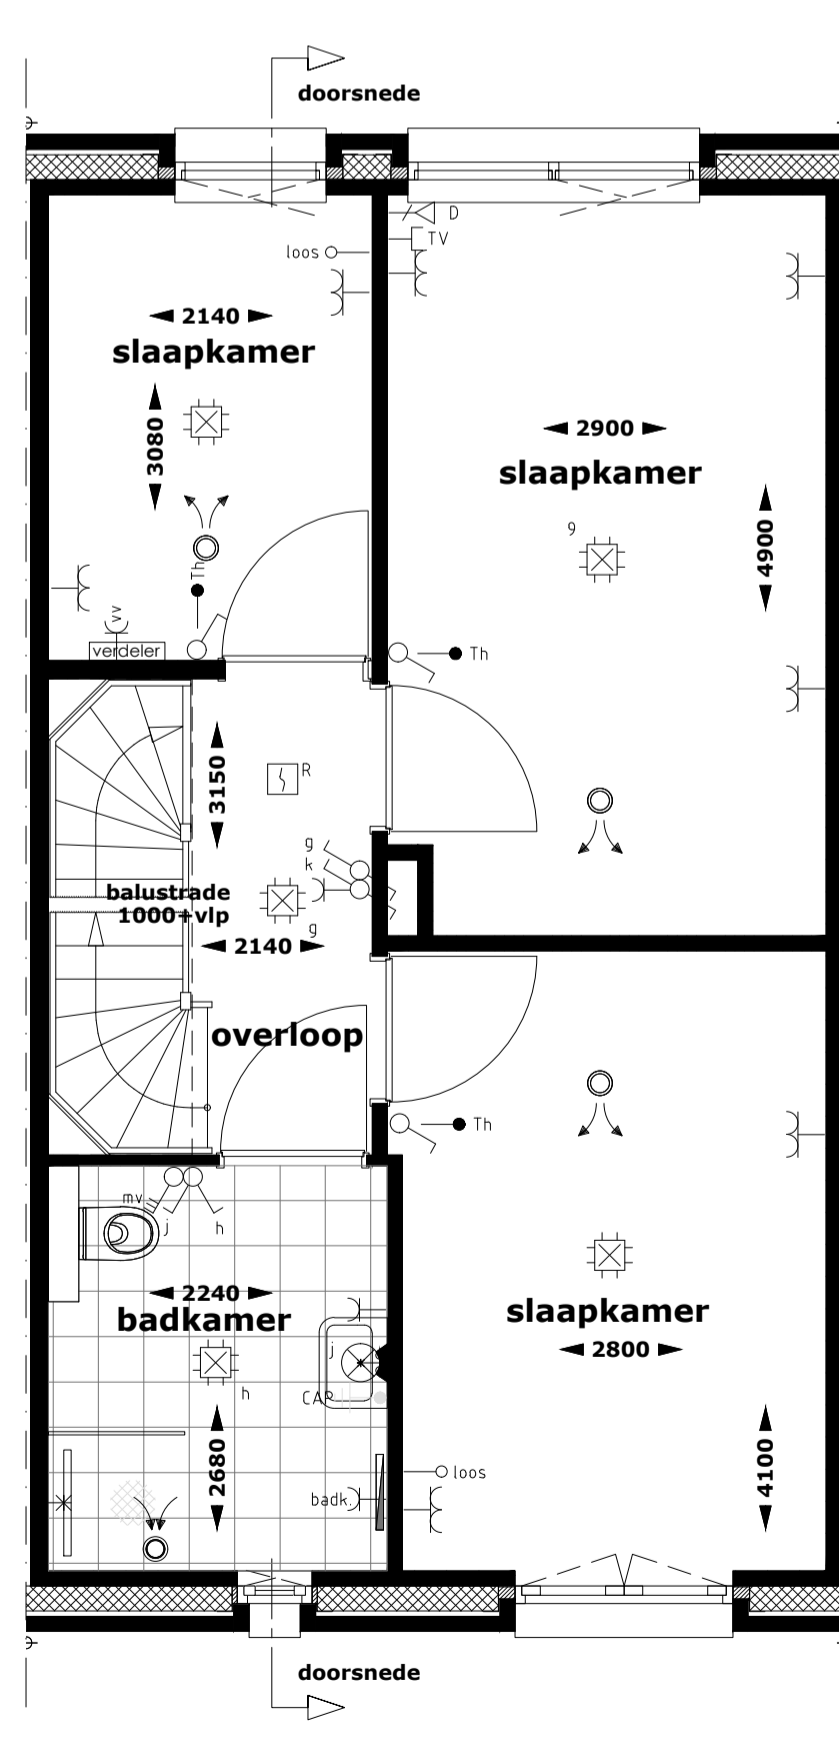 doorsnede
D
TV
loos
2140
slaapkamer
3080
2900
slaapkamer
4900
g
Th
vv
verdeler
Th
3150
R
g
k
balustrade
1000+vlp
g
2140
overloop
Th
mv
j
h
2240
badkamer
slaapkamer
2800
j
h
CAP
2680
4100
loos
badk.
doorsnede